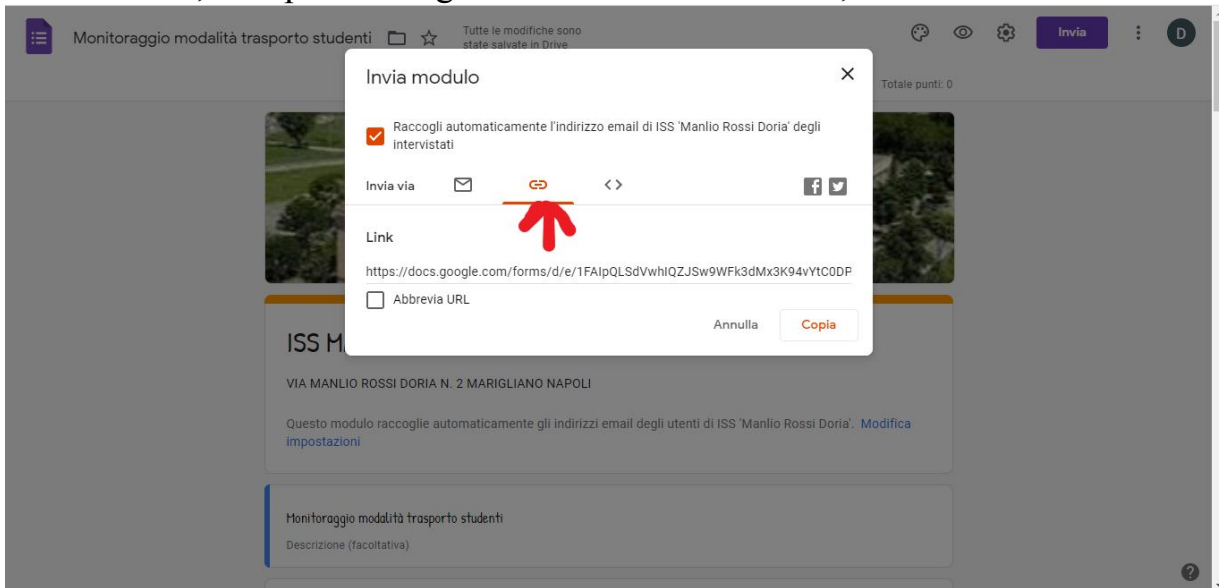 Monitoraggio modalità trasporto studenti
Tutte le modifiche sono
state salvate in Drive
Invia
D
Totale punti: 0
Invia modulo
Raccogli automaticamente l'indirizzo email di ISS 'Manlio Rossi Doria' degli
intervistati
Invia via
Link
https://docs.google.com/forms/d/e/1FAIpQLSdVwhIQZJSw9WFk3dMx3K94vYtC0DP
Abbrevia URL
Annulla
Copia
ISS M
VIA MANLIO ROSSI DORIA N. 2 MARIGLIANO NAPOLI
Questo modulo raccoglie automaticamente gli indirizzi email degli utenti di ISS 'Manlio Rossi Doria'. Modifica
impostazioni
Monitoraggio modalità trasporto studenti
Descrizione (facoltativa)